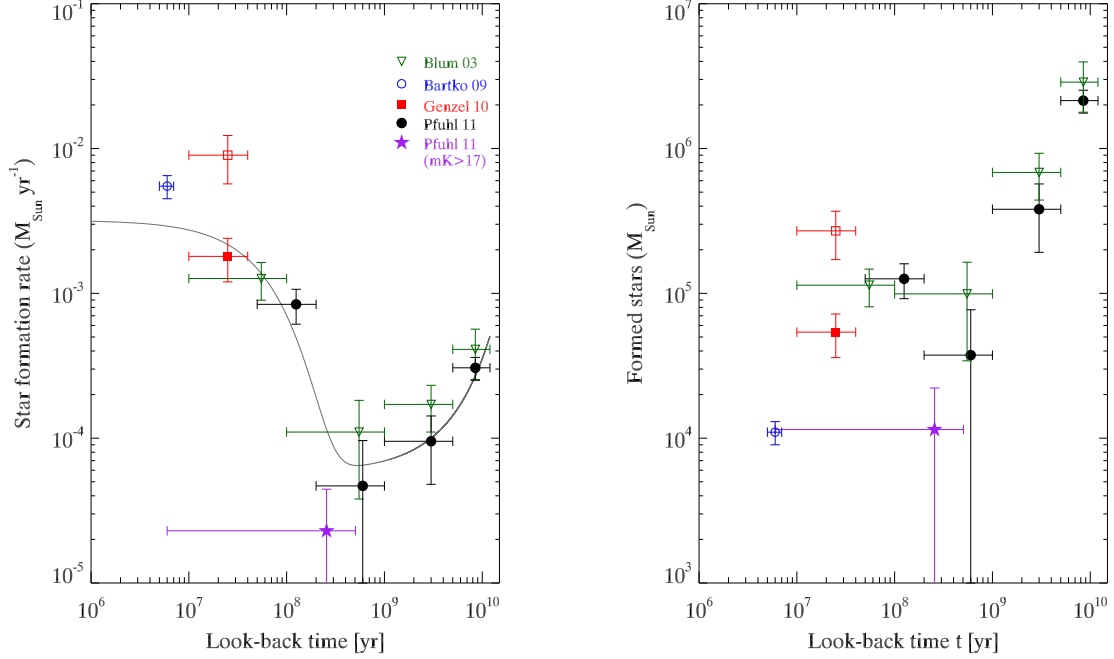 10^-1
10^-2
10^-3
10^-4
10^-5
Star formation rate (M_Sun yr^-1)
Blum 03
Bartko 09
Genzel 10
Pfuhl 11
Pfuhl 11
(mK>17)
10^6 10^7 10^8 10^9 10^10
Look-back time [yr]
10^7
10^6
10^5
10^4
10^3
Formed stars (M_Sun)
10^6 10^7 10^8 10^9 10^10
Look-back time t [yr]